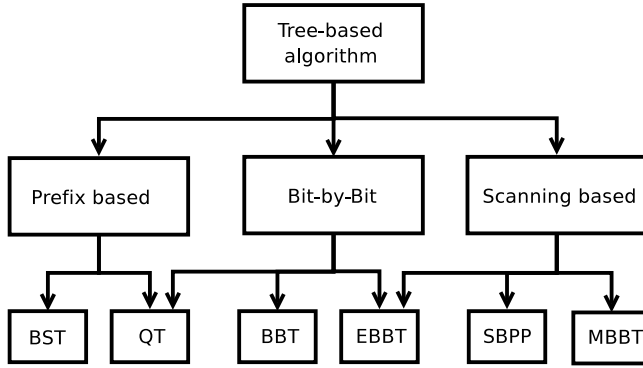 Tree-based
algorithm
Prefix based
Bit-by-Bit
Scanning based
BST
QT
BBT
EBBT
SBPP
MBBT